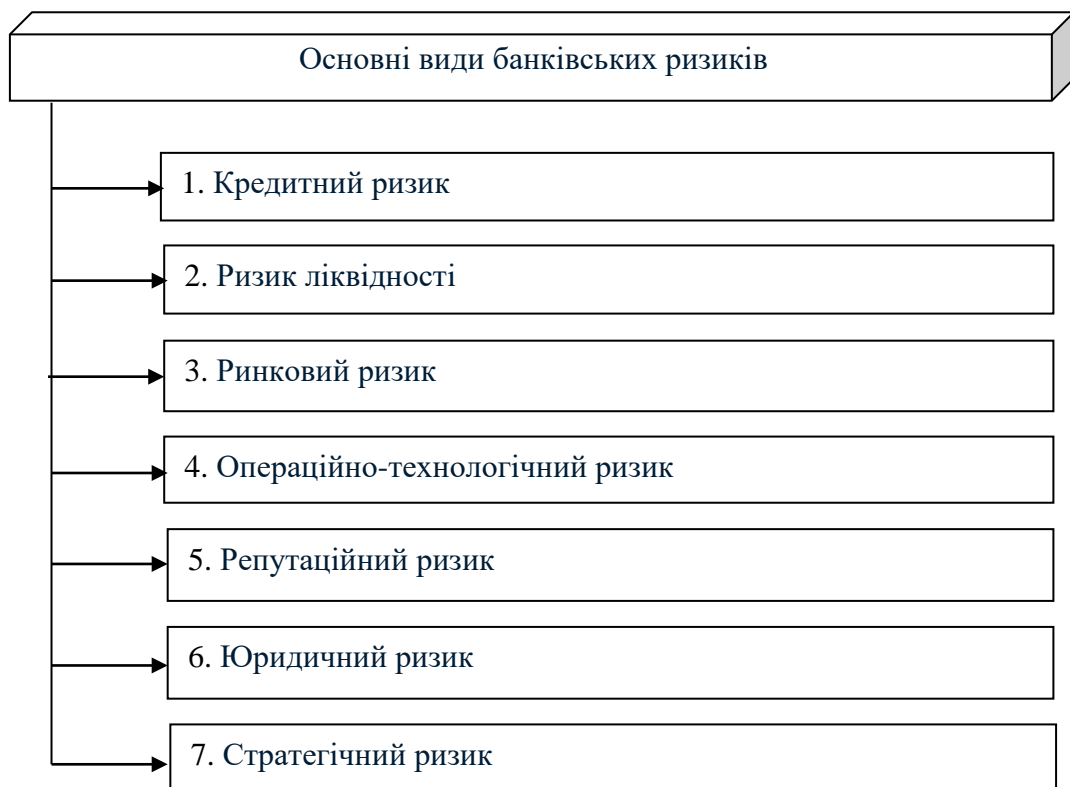 Основні види банківських ризиків
1. Кредитний ризик
2. Ризик ліквідності
3. Ринковий ризик
4. Операційно-технологічний ризик
5. Репутаційний ризик
6. Юридичний ризик
7. Стратегічний ризик